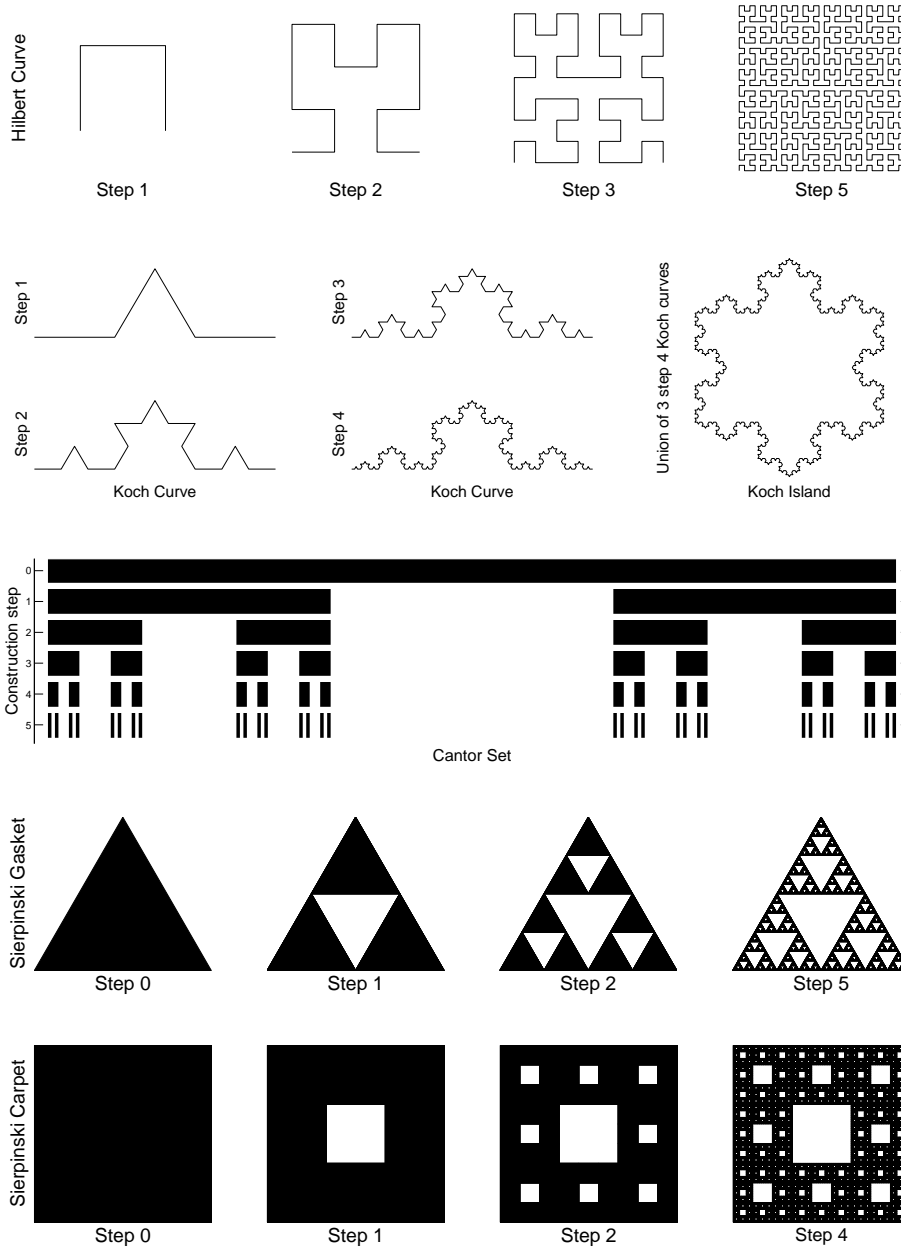 Hilbert Curve
Step 1
Step 2
Step 3
Step 5
Step 1
Step 3
Step 2
Step 4
Koch Curve
Koch Curve
Union of 3 step 4 Koch curves
Koch Island
Construction step
0
1
2
3
4
5
Cantor Set
Sierpinski Gasket
Step 0
Step 1
Step 2
Step 5
Sierpinski Carpet
Step 0
Step 1
Step 2
Step 4